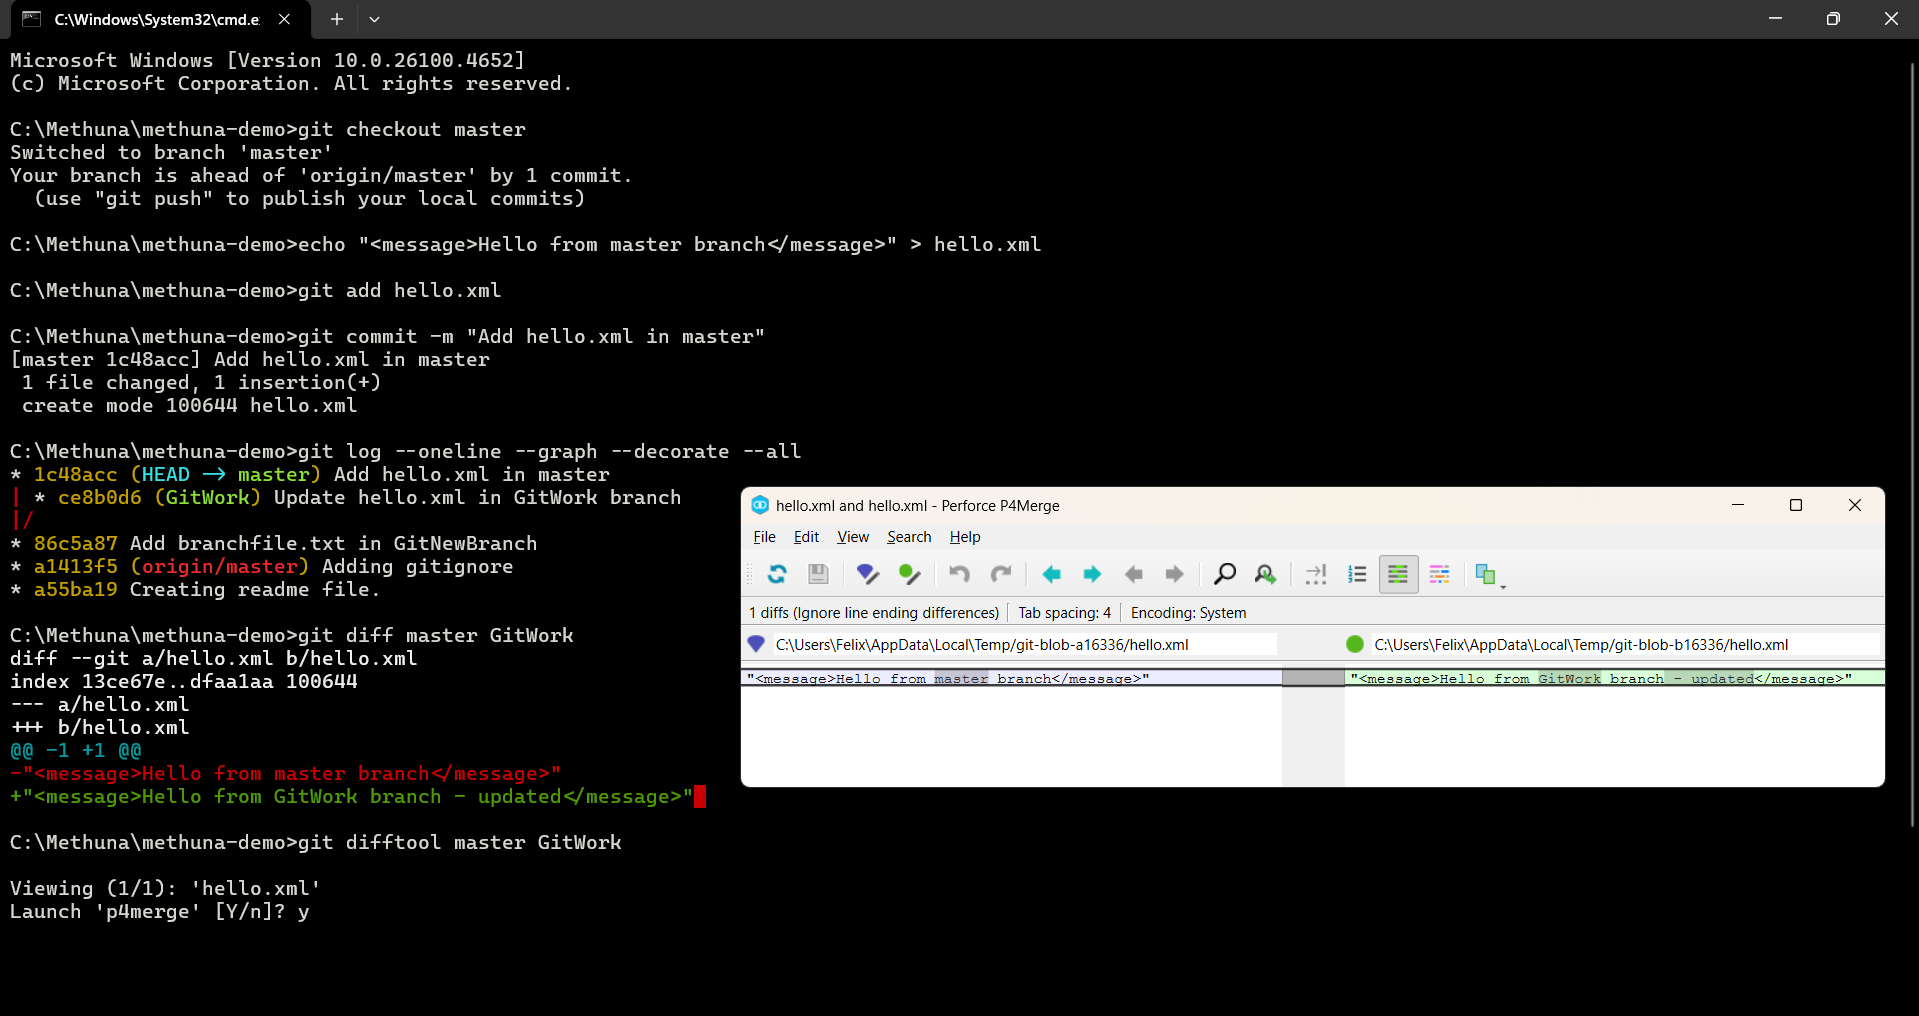 C:\Windows\System32\cmd.e
Microsoft Windows [Version 10.0.26100.4652]
(c) Microsoft Corporation. All rights reserved.
C:\Methuna\methuna-demo>git checkout master
Switched to branch 'master'
Your branch is ahead of 'origin/master' by 1 commit.
  (use "git push" to publish your local commits)
C:\Methuna\methuna-demo>echo "<message>Hello from master branch</message>" > hello.xml
C:\Methuna\methuna-demo>git add hello.xml
C:\Methuna\methuna-demo>git commit -m "Add hello.xml in master"
[master 1c48acc] Add hello.xml in master
 1 file changed, 1 insertion(+)
 create mode 100644 hello.xml
C:\Methuna\methuna-demo>git log --oneline --graph --decorate --all
* 1c48acc (HEAD -> master) Add hello.xml in master
| * ce8b0d6 (GitWork) Update hello.xml in GitWork branch
|/
* 86c5a87 Add branchfile.txt in GitNewBranch
* a1413f5 (origin/master) Adding gitignore
* a55ba19 Creating readme file.
C:\Methuna\methuna-demo>git diff master GitWork
diff --git a/hello.xml b/hello.xml
index 13ce67e..dfaa1aa 100644
--- a/hello.xml
+++ b/hello.xml
@@ -1 +1 @@
-"<message>Hello from master branch</message>"
+"<message>Hello from GitWork branch - updated</message>"
C:\Methuna\methuna-demo>git difftool master GitWork
Viewing (1/1): 'hello.xml'
Launch 'p4merge' [Y/n]? y
hello.xml and hello.xml - Perforce P4Merge
File Edit View Search Help
1 diffs (Ignore line ending differences) Tab spacing: 4 Encoding: System
C:\Users\Felix\AppData\Local\Temp/git-blob-a16336/hello.xml
C:\Users\Felix\AppData\Local\Temp/git-blob-b16336/hello.xml
"<message>Hello from master branch</message>"
"<message>Hello from GitWork branch - updated</message>"